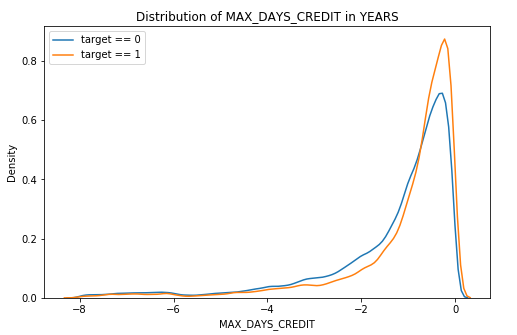 Distribution of MAX_DAYS_CREDIT in YEARS
target == 0
target == 1
Density
0.8
0.6
0.4
0.2
0.0
−8
−6
−4
−2
0
MAX_DAYS_CREDIT